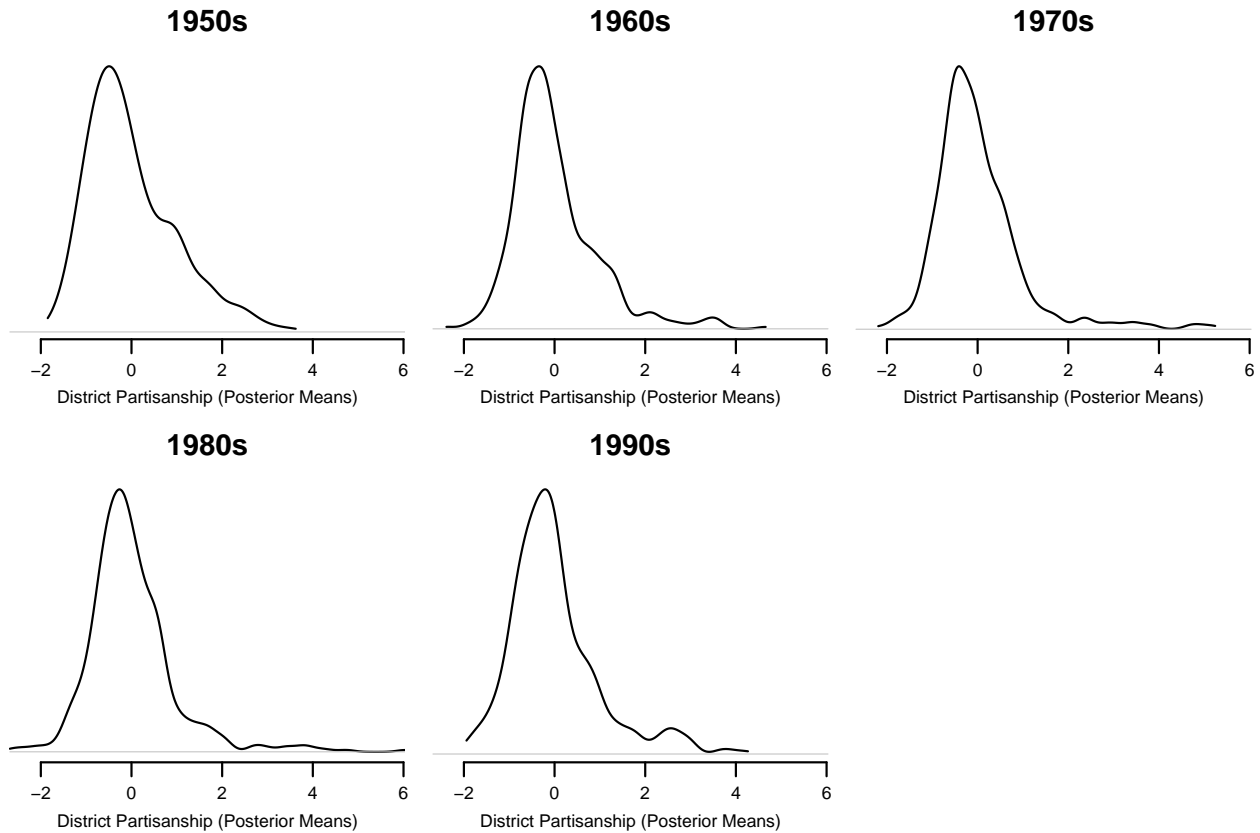 1950s
1960s
1970s
−2 0 2 4 6
−2 0 2 4 6
−2 0 2 4 6
District Partisanship (Posterior Means)
District Partisanship (Posterior Means)
District Partisanship (Posterior Means)
1980s
1990s
−2 0 2 4 6
−2 0 2 4 6
District Partisanship (Posterior Means)
District Partisanship (Posterior Means)